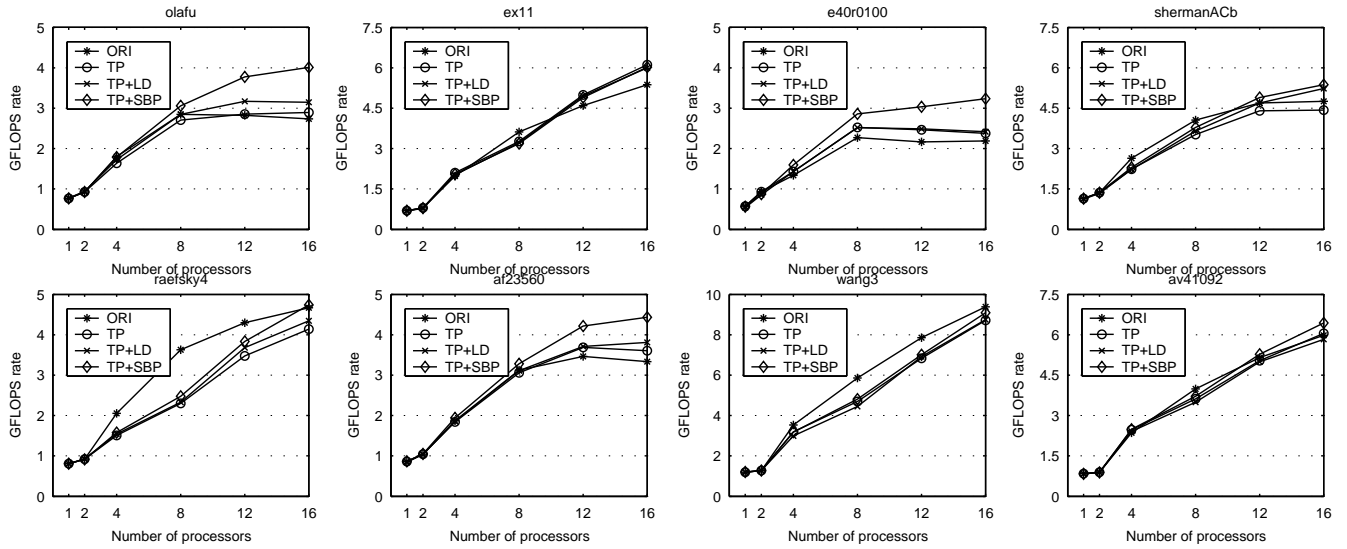 olafu
5
4
3
2
1
0
GFLOPS rate
ORI
TP
TP+LD
TP+SBP
1 2 4 8 12 16
Number of processors
ex11
7.5
6
4.5
3
1.5
0
GFLOPS rate
ORI
TP
TP+LD
TP+SBP
1 2 4 8 12 16
Number of processors
e40r0100
5
4
3
2
1
0
GFLOPS rate
ORI
TP
TP+LD
TP+SBP
1 2 4 8 12 16
Number of processors
shermanACb
7.5
6
4.5
3
1.5
0
GFLOPS rate
ORI
TP
TP+LD
TP+SBP
1 2 4 8 12 16
Number of processors
raefsky4
5
4
3
2
1
0
GFLOPS rate
ORI
TP
TP+LD
TP+SBP
1 2 4 8 12 16
Number of processors
af23560
5
4
3
2
1
0
GFLOPS rate
ORI
TP
TP+LD
TP+SBP
1 2 4 8 12 16
Number of processors
wang3
10
8
6
4
2
0
GFLOPS rate
ORI
TP
TP+LD
TP+SBP
1 2 4 8 12 16
Number of processors
av41092
7.5
6
4.5
3
1.5
0
GFLOPS rate
ORI
TP
TP+LD
TP+SBP
1 2 4 8 12 16
Number of processors